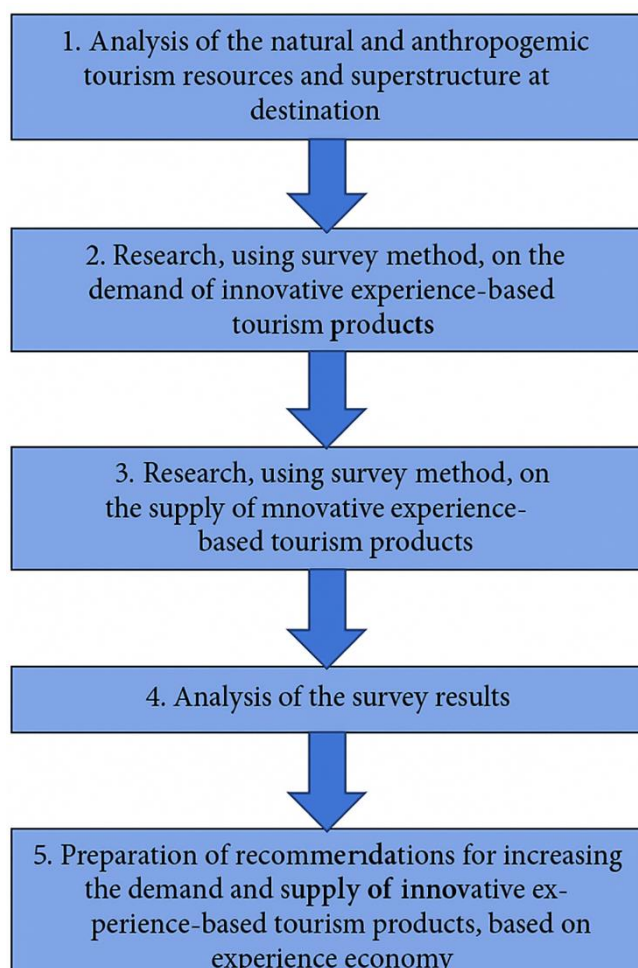 1. Analysis of the natural and anthropogemic
tourism resources and superstructure at
destination
2. Research, using survey method, on the
demand of innovative experience-based
tourism products
3. Research, using survey method, on
the supply of mnovative experience-
based tourism products
4. Analysis of the survey results
5. Preparation of recommendations for increasing
the demand and supply of innovative ex-
perience-based tourism products, based on
experience economy